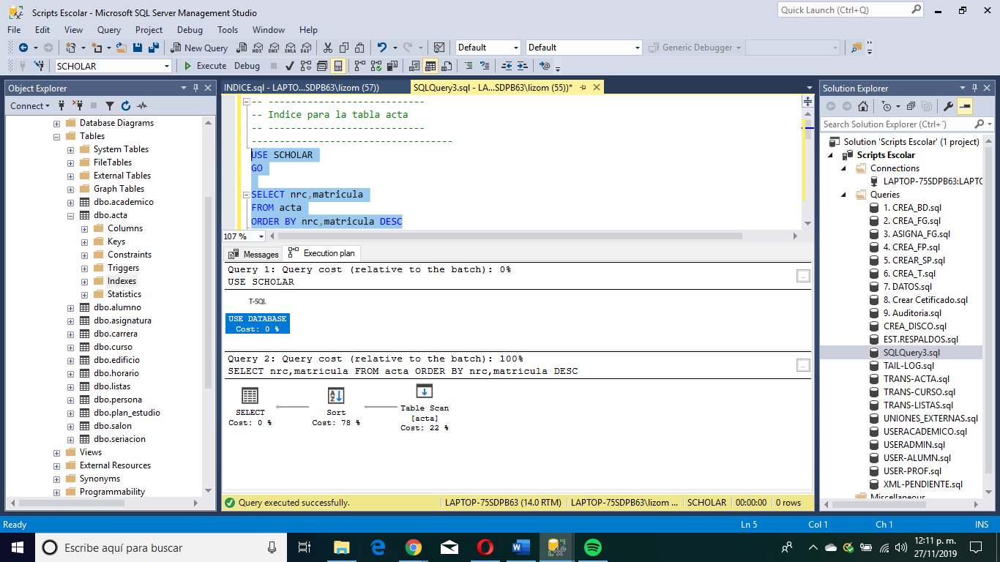 Scripts Escolar - Microsoft SQL Server Management Studio
Quick Launch (Ctrl+Q)
File Edit View Query Project Debug Tools Window Help
New Query MDX DMX XMLA DAX Default Default Generic Debugger
SCHOLAR Execute Debug
Object Explorer
Connect
Database Diagrams
Tables
System Tables
FileTables
External Tables
Graph Tables
dbo.academico
dbo.acta
Columns
Keys
Constraints
Triggers
Indexes
Statistics
dbo.alumno
dbo.asignatura
dbo.carrera
dbo.curso
dbo.edificio
dbo.horario
dbo.listas
dbo.persona
dbo.plan_estudio
dbo.salon
dbo.seriacion
Views
External Resources
Synonyms
Programmability
INDICE.sql - LAPTO...SDPB63\lizom (57))
SQLQuery3.sql - LA...SDPB63\lizom (55))*
-- ----------------------------
-- Indice para la tabla acta
-- ----------------------------
------------------------------------
USE SCHOLAR
GO
SELECT nrc,matricula
FROM acta
ORDER BY nrc,matricula DESC
107 %
Messages Execution plan
Query 1: Query cost (relative to the batch): 0%
USE SCHOLAR
...
T-SQL
USE DATABASE
Cost: 0 %
Query 2: Query cost (relative to the batch): 100%
SELECT nrc,matricula FROM acta ORDER BY nrc,matricula DESC
...
SELECT
Cost: 0 %
Sort
Cost: 78 %
Table Scan
[acta]
Cost: 22 %
Query executed successfully. LAPTOP-75SDPB63 (14.0 RTM) LAPTOP-75SDPB63\lizom ... SCHOLAR 00:00:00 0 rows
Solution Explorer
Search Solution Explorer (Ctrl+´)
Solution 'Scripts Escolar' (1 project)
Scripts Escolar
Connections
LAPTOP-75SDPB63:LAPTO
Queries
1. CREA_BD.sql
2. CREA_FG.sql
3. ASIGNA_FG.sql
4. CREA_FP.sql
5. CREAR_SP.sql
6. CREA_T.sql
7. DATOS.sql
8. Crear Cetificado.sql
9. Auditoria.sql
CREA_DISCO.sql
EST.RESPALDOS.sql
SQLQuery3.sql
TAIL-LOG.sql
TRANS-ACTA.sql
TRANS-CURSO.sql
TRANS-LISTAS.sql
UNIONES_EXTERNAS.sql
USERACADEMICO.sql
USERADMIN.sql
USER-ALUMN.sql
USER-PROF.sql
XML-PENDIENTE.sql
Miscellaneous
Ready Ln 5 Col 1 Ch 1 INS
Escribe aquí para buscar
12:11 p. m.
27/11/2019